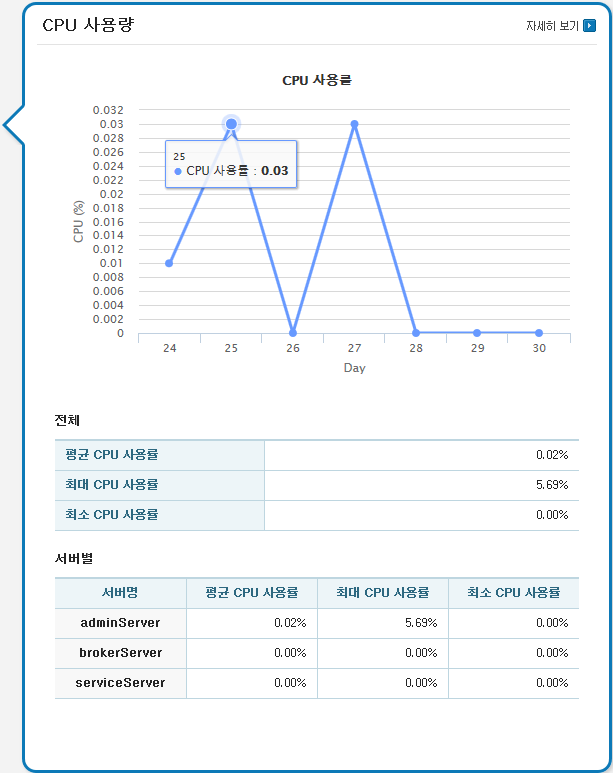 CPU 사용량
자세히 보기
CPU 사용률
0.032
0.03
0.028
0.026
0.024
0.022
0.02
0.018
0.016
0.014
0.012
0.01
0.008
0.006
0.004
0.002
0
CPU (%)
25
CPU 사용률 : 0.03
24 25 26 27 28 29 30
Day
전체
평균 CPU 사용률 0.02%
최대 CPU 사용률 5.69%
최소 CPU 사용률 0.00%
서버별
서버명 평균 CPU 사용률 최대 CPU 사용률 최소 CPU 사용률
adminServer 0.02% 5.69% 0.00%
brokerServer 0.00% 0.00% 0.00%
serviceServer 0.00% 0.00% 0.00%